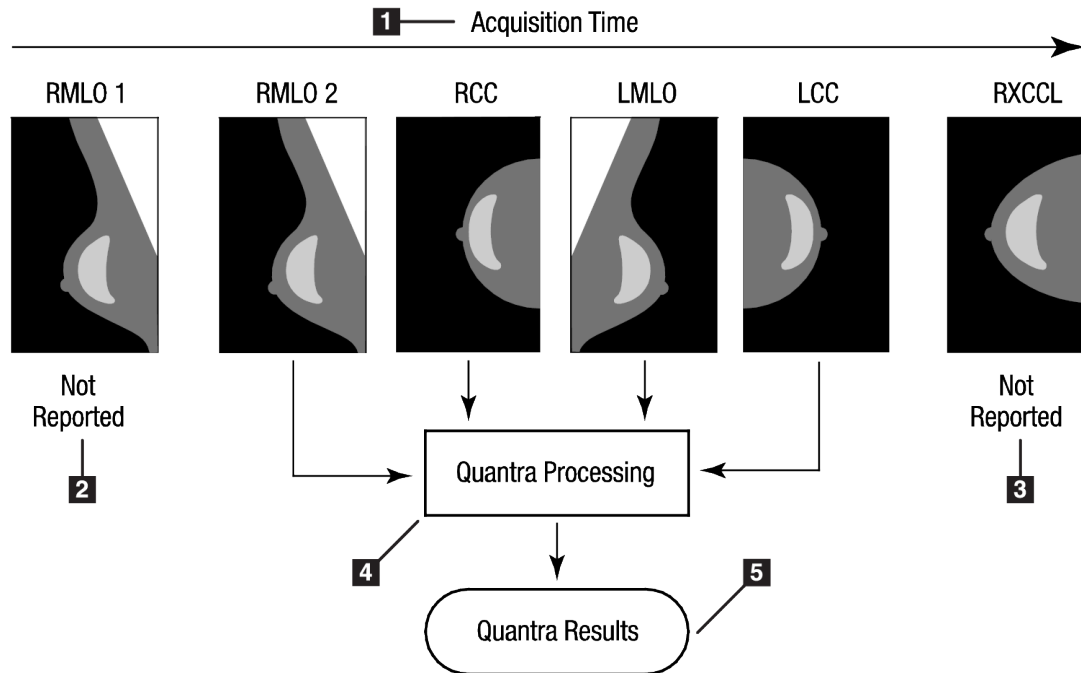 1 Acquisition Time
RMLO 1 RMLO 2 RCC LMLO LCC RXCCL
Not
Reported
Not
Reported
2
3
Quantra Processing
4
5
Quantra Results